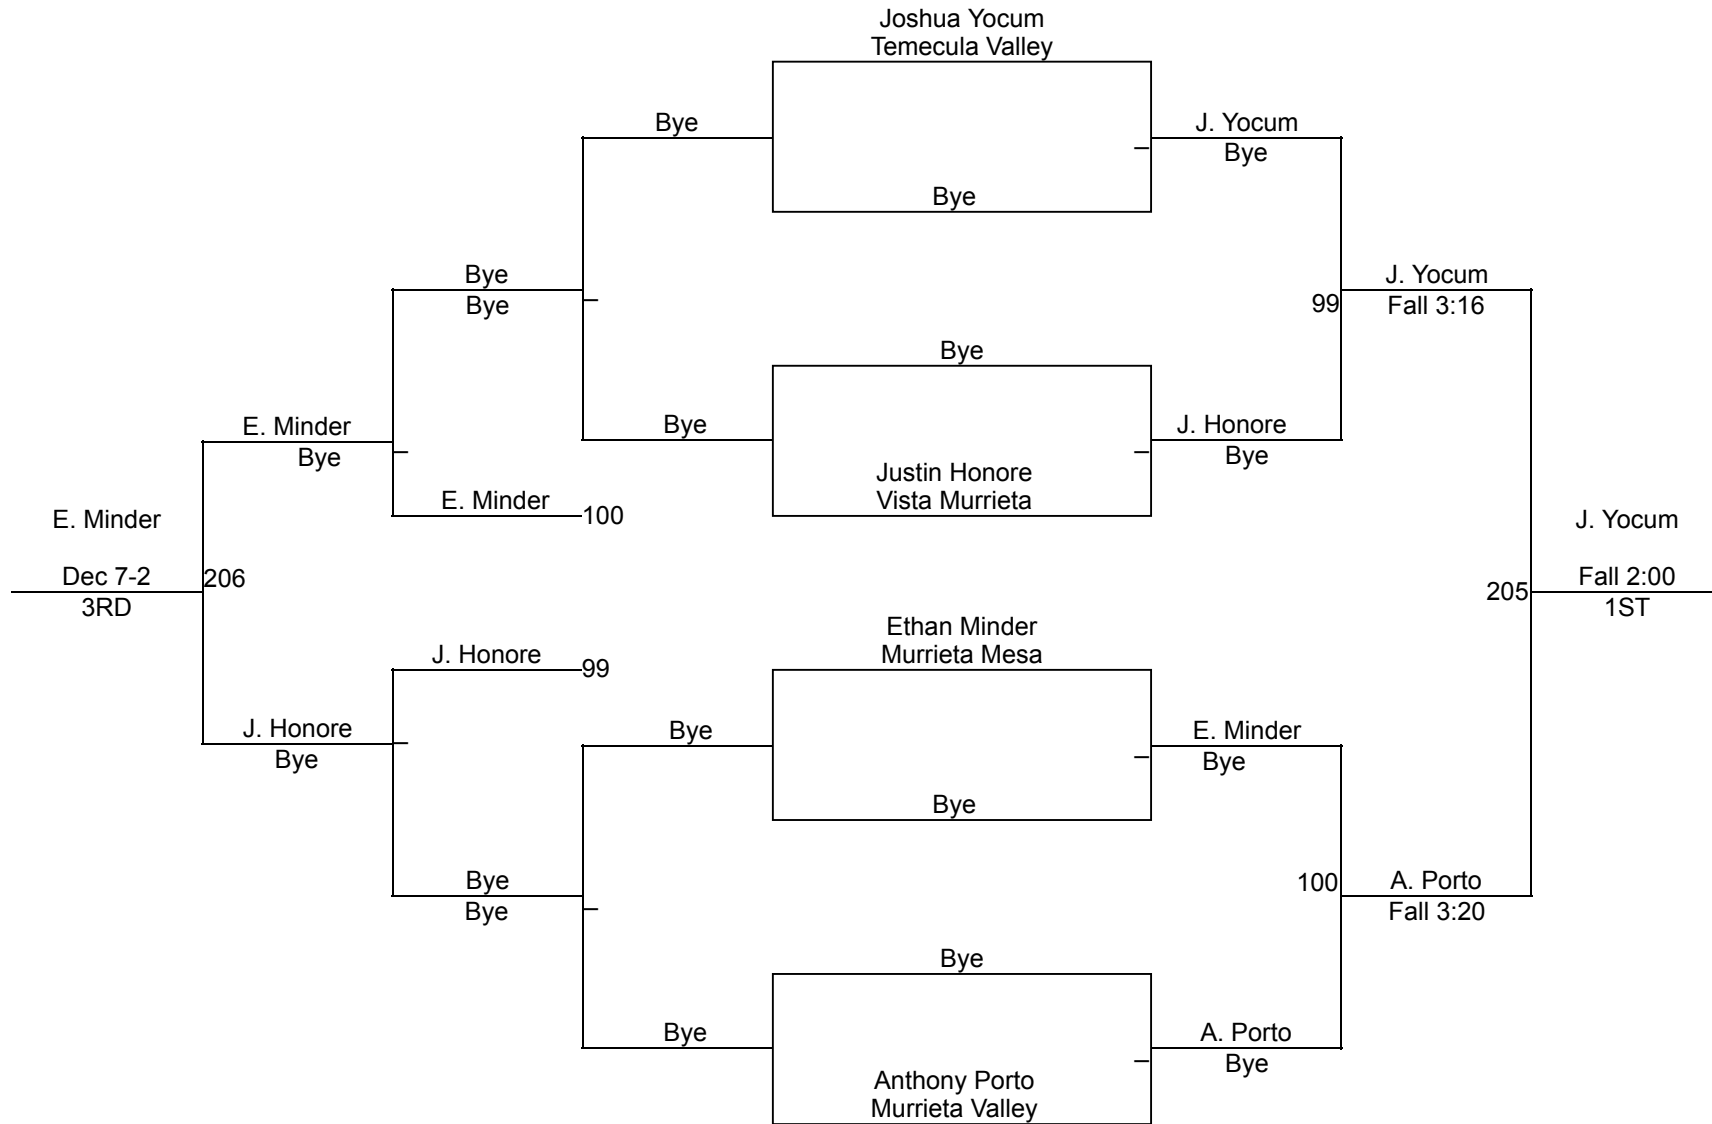 Joshua Yocum
Temecula Valley
Bye
J. Yocum
Bye
Bye
Bye
Bye
J. Yocum
99
Fall 3:16
Bye
E. Minder
Bye
Bye
J. Honore
Bye
Justin Honore
Vista Murrieta
E. Minder
100
E. Minder
J. Yocum
Dec 7-2
206
3RD
205
Fall 2:00
1ST
Ethan Minder
Murrieta Mesa
J. Honore
99
J. Honore
Bye
Bye
E. Minder
Bye
Bye
Bye
Bye
100
A. Porto
Fall 3:20
Bye
Bye
A. Porto
Bye
Anthony Porto
Murrieta Valley